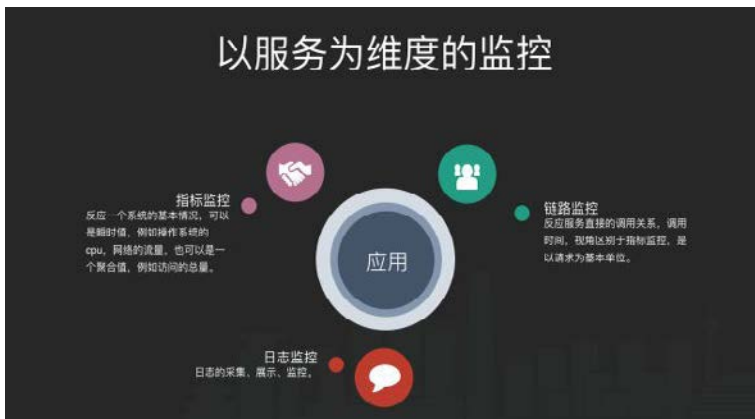 以服务为维度的监控
指标监控
反应一个系统的基本情况，可以
是瞬时值，例如操作系统的
cpu，网络的流量，也可以是一
个聚合值，例如访问的总量。
链路监控
反应服务直接的调用关系，调用
时间，视角区别于指标监控，是
以请求为基本单位。
应用
日志监控
日志的采集、展示、监控。